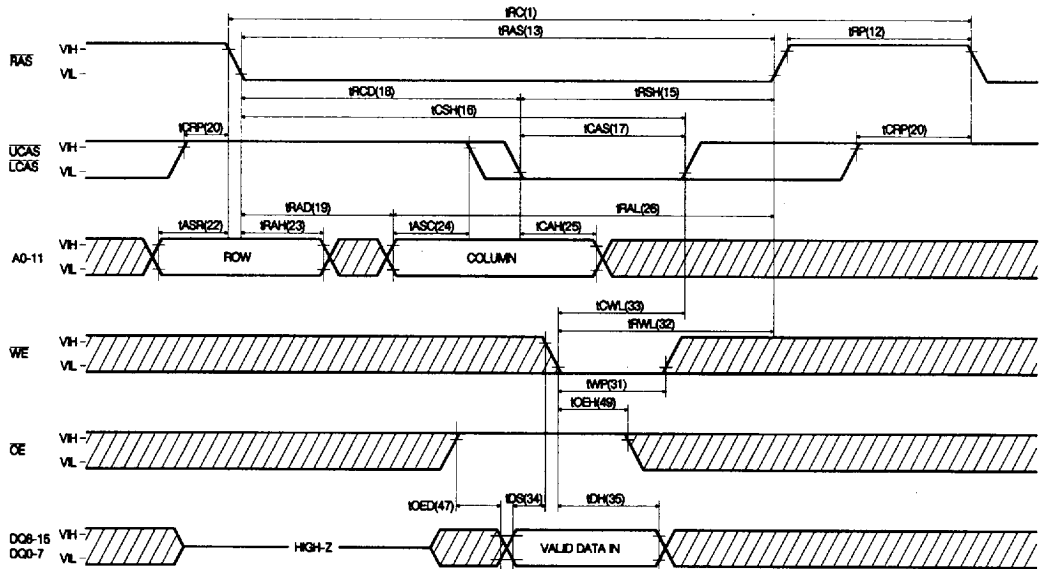 tRC(1)
tRAS(13) tRP(12)
RAS VIH VIL
tRCD(18) tRSH(15)
tCSH(16)
tCRP(20) tCAS(17) tCRP(20)
UCAS LCAS VIH VIL
tRAD(19) tRAL(26)
tASR(22) tRAH(23) tASC(24) tCAH(25)
A0-11 VIH VIL ROW COLUMN
tCWL(33)
tRWL(32)
WE VIH VIL
tWP(31)
tOEH(49)
OE VIH VIL
tOED(47) tDS(34) tDH(35)
DQ8-15 DQ0-7 VIH VIL HIGH-Z VALID DATA IN